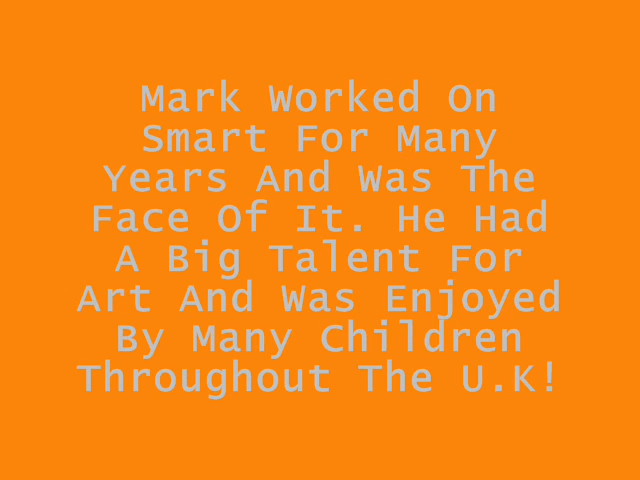 Mark Worked On
Smart For Many
Years And Was The
Face Of It. He Had
A Big Talent For
Art And Was Enjoyed
By Many Children
Throughout The U.K!